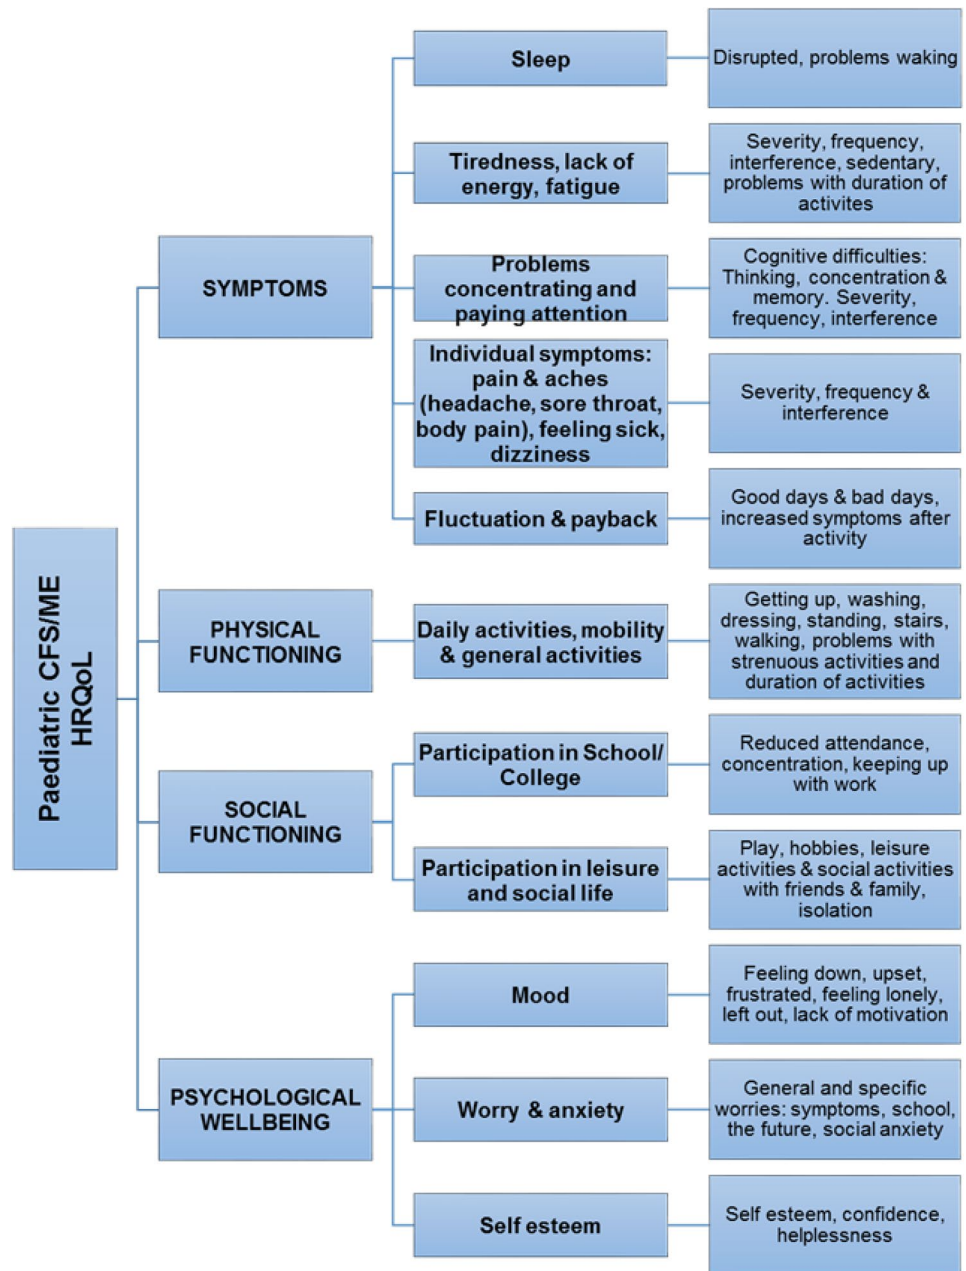 Paediatric CFS/ME
HRQoL
SYMPTOMS
Sleep
Disrupted, problems waking
Tiredness, lack of
energy, fatigue
Severity, frequency,
interference, sedentary,
problems with duration of
activites
Problems
concentrating and
paying attention
Cognitive difficulties:
Thinking, concentration &
memory. Severity,
frequency, interference
Individual symptoms:
pain & aches
(headache, sore throat,
body pain), feeling sick,
dizziness
Severity, frequency &
interference
Fluctuation & payback
Good days & bad days,
increased symptoms after
activity
PHYSICAL
FUNCTIONING
Daily activities, mobility
& general activities
Getting up, washing,
dressing, standing, stairs,
walking, problems with
strenuous activities and
duration of activities
SOCIAL
FUNCTIONING
Participation in School/
College
Reduced attendance,
concentration, keeping up
with work
Participation in leisure
and social life
Play, hobbies, leisure
activities & social activities
with friends & family,
isolation
PSYCHOLOGICAL
WELLBEING
Mood
Feeling down, upset,
frustrated, feeling lonely,
left out, lack of motivation
Worry & anxiety
General and specific
worries: symptoms, school,
the future, social anxiety
Self esteem
Self esteem, confidence,
helplessness